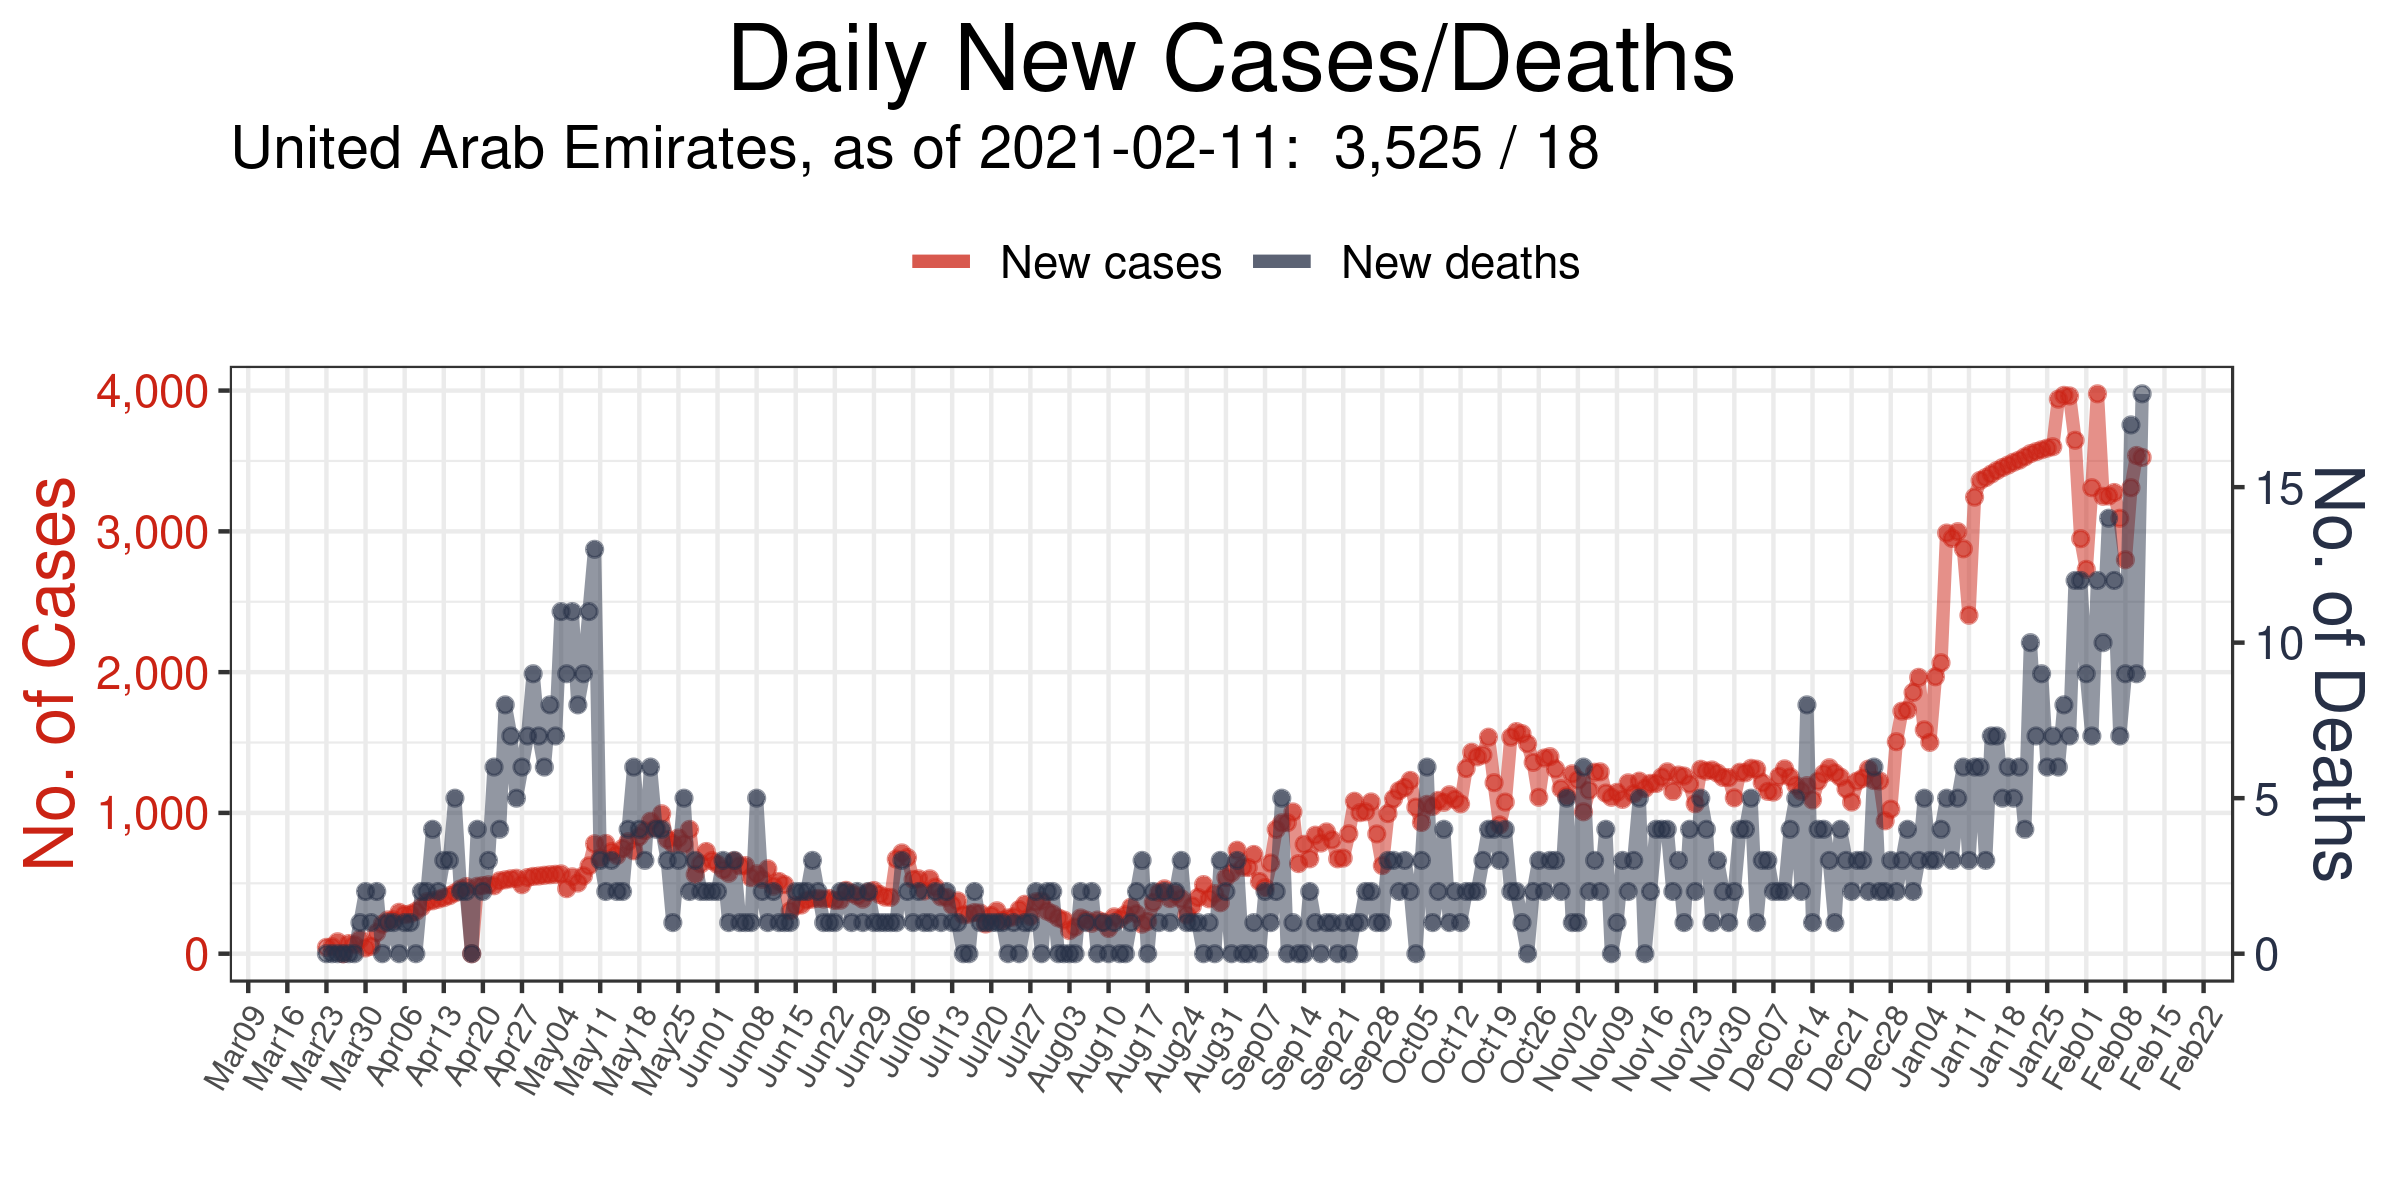 Daily New Cases/Deaths
United Arab Emirates, as of 2021-02-11:  3,525 / 18
New cases New deaths
No. of Cases
4,000
3,000
2,000
1,000
0
15
10
5
0
No. of Deaths
Mar09 Mar16 Mar23 Mar30 Apr06 Apr13 Apr20 Apr27 May04 May11 May18 May25 Jun01 Jun08 Jun15 Jun22 Jun29 Jul06 Jul13 Jul20 Jul27 Aug03 Aug10 Aug17 Aug24 Aug31 Sep07 Sep14 Sep21 Sep28 Oct05 Oct12 Oct19 Oct26 Nov02 Nov09 Nov16 Nov23 Nov30 Dec07 Dec14 Dec21 Dec28 Jan04 Jan11 Jan18 Jan25 Feb01 Feb08 Feb15 Feb22